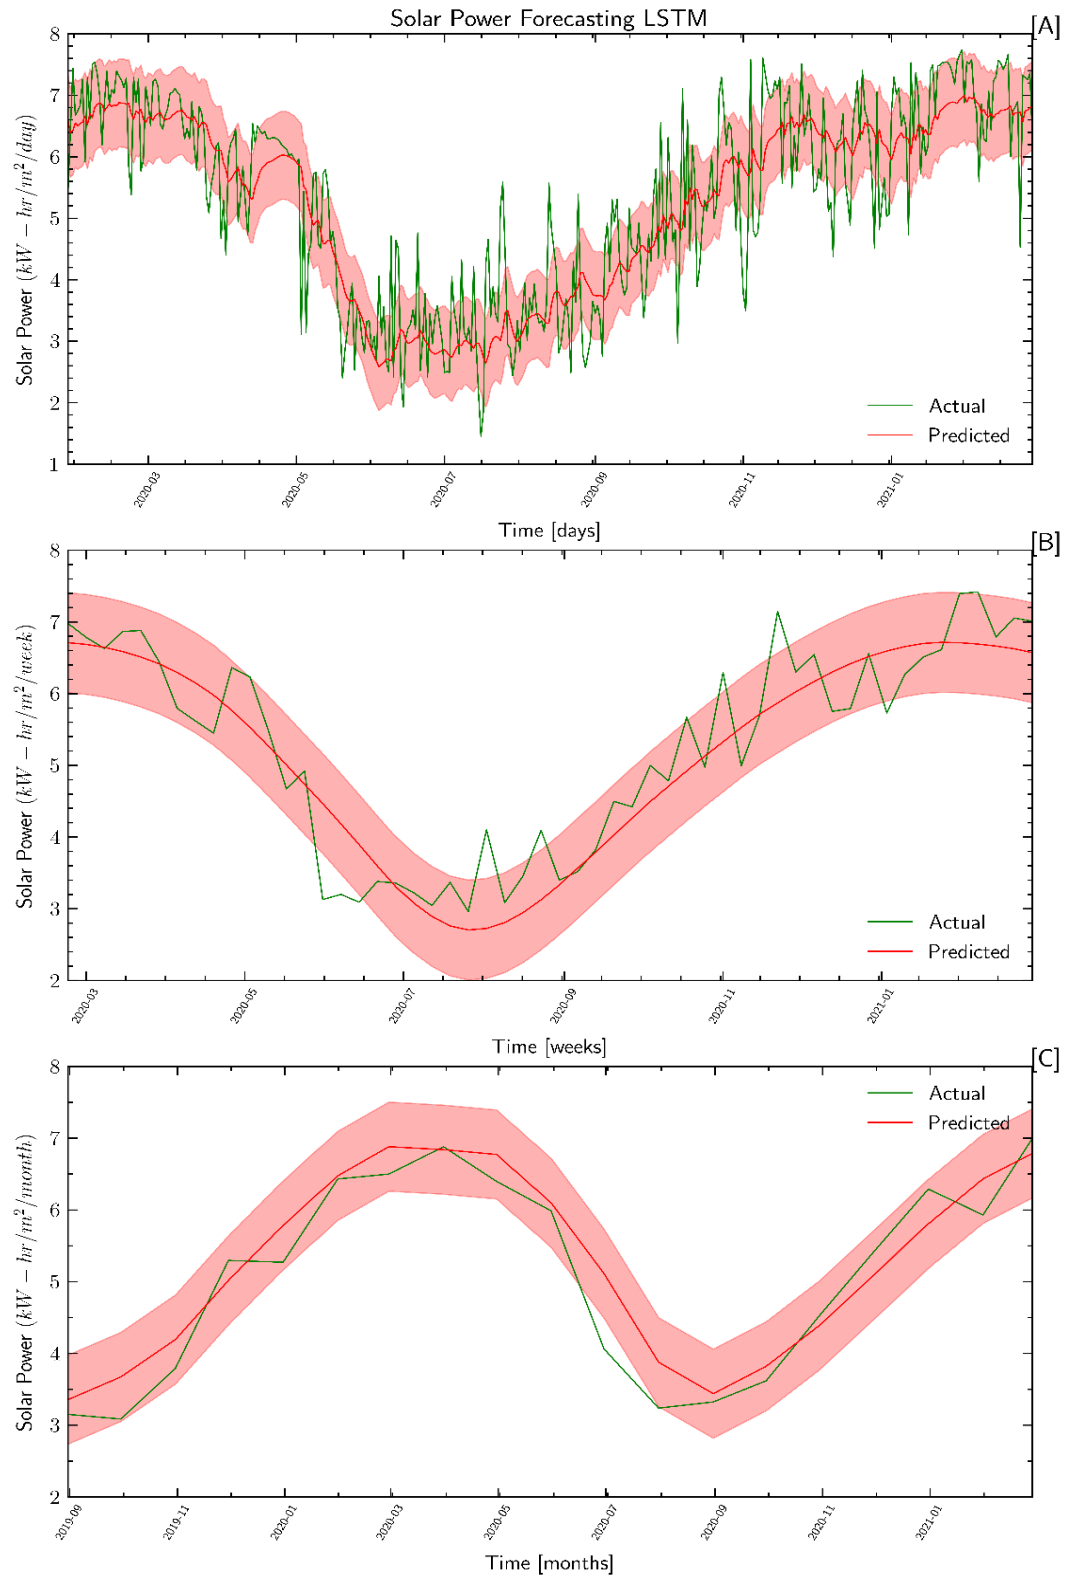 Solar Power Forecasting LSTM
[A]
8
7
6
5
4
3
2
1
Solar Power (kW − hr/m²/day)
Actual
Predicted
2020-03
2020-05
2020-07
2020-09
2020-11
2021-01
Time [days]
[B]
8
7
6
5
4
3
2
Solar Power (kW − hr/m²/week)
Actual
Predicted
2020-03
2020-05
2020-07
2020-09
2020-11
2021-01
Time [weeks]
[C]
8
7
6
5
4
3
2
Solar Power (kW − hr/m²/month)
Actual
Predicted
2019-09
2019-11
2020-01
2020-03
2020-05
2020-07
2020-09
2020-11
2021-01
Time [months]